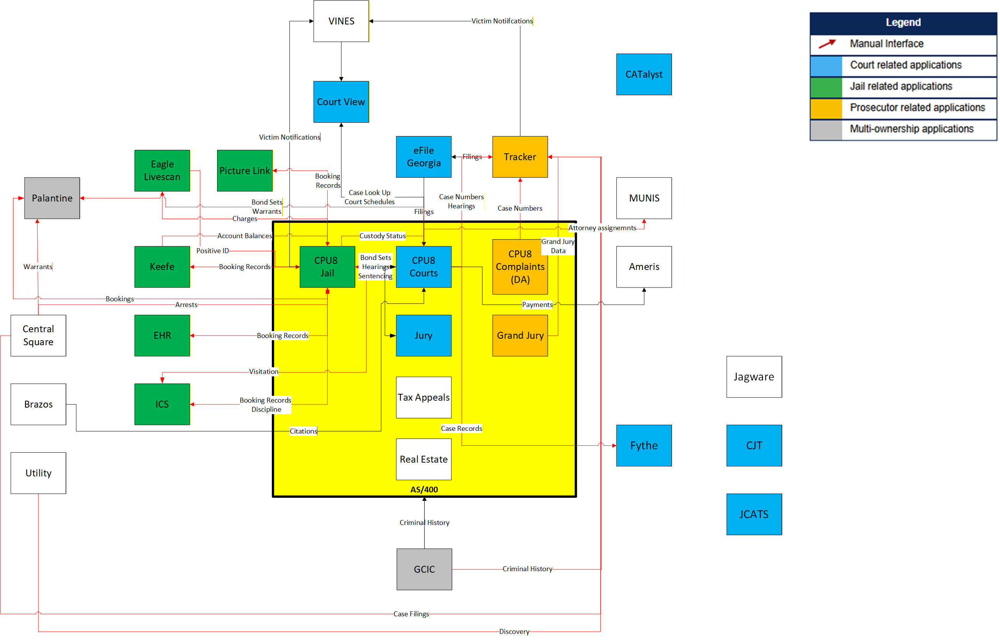 VINES
Victim Notiifcations
Legend
Manual Interface
Court related applications
Jail related applications
Prosecutor related applications
Multi-ownership applications
CATalyst
Court View
Victim Notifications
eFile
Georgia
Filings
Tracker
Eagle
Livescan
Picture Link
Booking
Records
Palantine
Case Look Up
Court Schedules
Case Numbers
Hearings
Case Numbers
MUNIS
Bond Sets
Warrants
Filings
Charges
Attorney assignemnts
Account Balances
Custody Status
Grand Jury
Data
Positive ID
Warrants
Keefe
Booking Records
CPU8
Jail
Bond Sets
Hearings
Sentencing
CPU8
Courts
CPU8
Complaints
(DA)
Ameris
Bookings
Arrests
Payments
Central
Square
EHR
Booking Records
Jury
Grand Jury
Visitation
Jagware
Brazos
ICS
Booking Records
Discipline
Tax Appeals
Citations
Case Records
Fythe
CJT
Real Estate
Utility
AS/400
JCATS
Criminal History
GCIC
Criminal History
Case Filings
Discovery